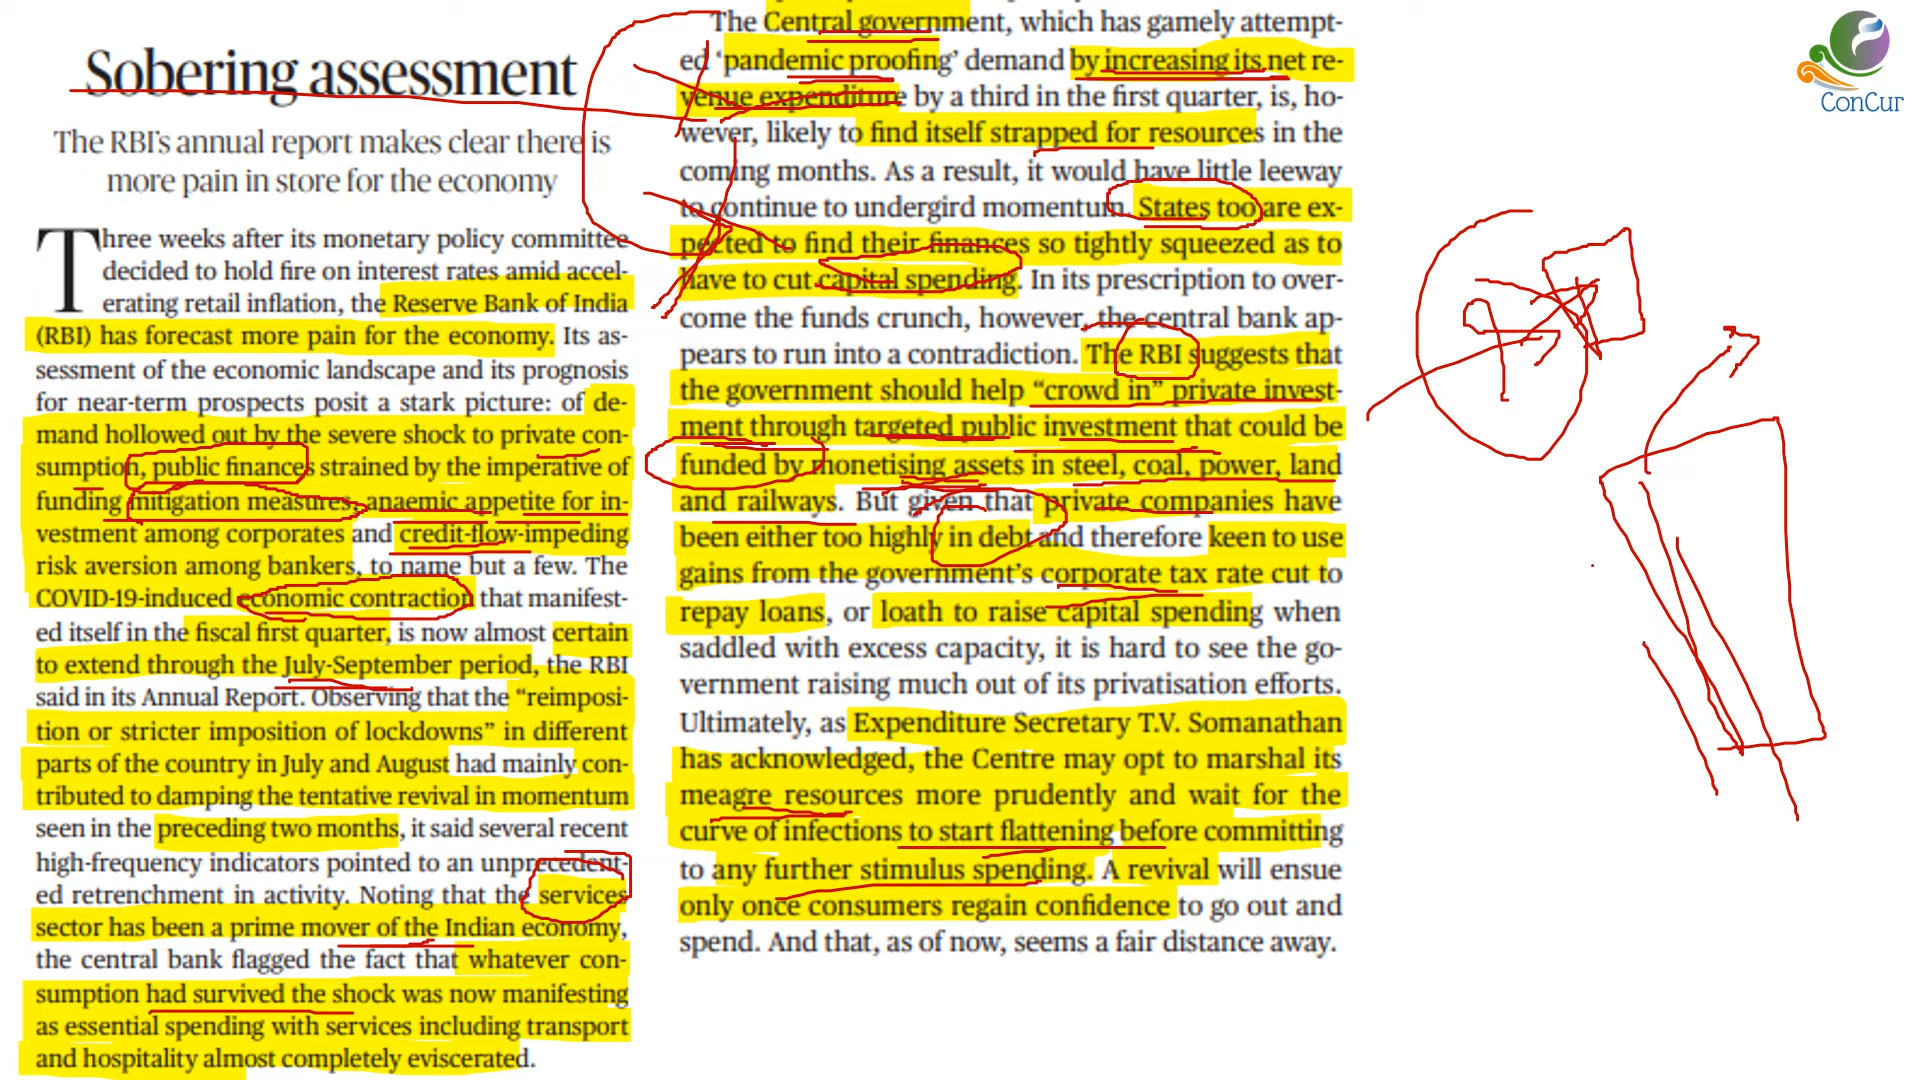 Sobering assessment
The RBI's annual report makes clear there is
more pain in store for the economy
Three weeks after its monetary policy committee
decided to hold fire on interest rates amid accel-
erating retail inflation, the Reserve Bank of India
(RBI) has forecast more pain for the economy. Its as-
sessment of the economic landscape and its prognosis
for near-term prospects posit a stark picture: of de-
mand hollowed out by the severe shock to private con-
sumption, public finances strained by the imperative of
funding mitigation measures, anaemic appetite for in-
vestment among corporates and credit-flow-impeding
risk aversion among bankers, to name but a few. The
COVID-19-induced economic contraction that manifest-
ed itself in the fiscal first quarter, is now almost certain
to extend through the July-September period, the RBI
said in its Annual Report. Observing that the “reimposi-
tion or stricter imposition of lockdowns” in different
parts of the country in July and August had mainly con-
tributed to damping the tentative revival in momentum
seen in the preceding two months, it said several recent
high-frequency indicators pointed to an unprecedent-
ed retrenchment in activity. Noting that the services
sector has been a prime mover of the Indian economy,
the central bank flagged the fact that whatever con-
sumption had survived the shock was now manifesting
as essential spending with services including transport
and hospitality almost completely eviscerated.
The Central government, which has gamely attempt-
ed ‘pandemic proofing’ demand by increasing its net re-
venue expenditure by a third in the first quarter, is, ho-
wever, likely to find itself strapped for resources in the
coming months. As a result, it would have little leeway
to continue to undergird momentum. States too are ex-
pected to find their finances so tightly squeezed as to
have to cut capital spending. In its prescription to over-
come the funds crunch, however, the central bank ap-
pears to run into a contradiction. The RBI suggests that
the government should help “crowd in” private invest-
ment through targeted public investment that could be
funded by monetising assets in steel, coal, power, land
and railways. But given that private companies have
been either too highly in debt and therefore keen to use
gains from the government’s corporate tax rate cut to
repay loans, or loath to raise capital spending when
saddled with excess capacity, it is hard to see the go-
vernment raising much out of its privatisation efforts.
Ultimately, as Expenditure Secretary T.V. Somanathan
has acknowledged, the Centre may opt to marshal its
meagre resources more prudently and wait for the
curve of infections to start flattening before committing
to any further stimulus spending. A revival will ensue
only once consumers regain confidence to go out and
spend. And that, as of now, seems a fair distance away.
ConCur